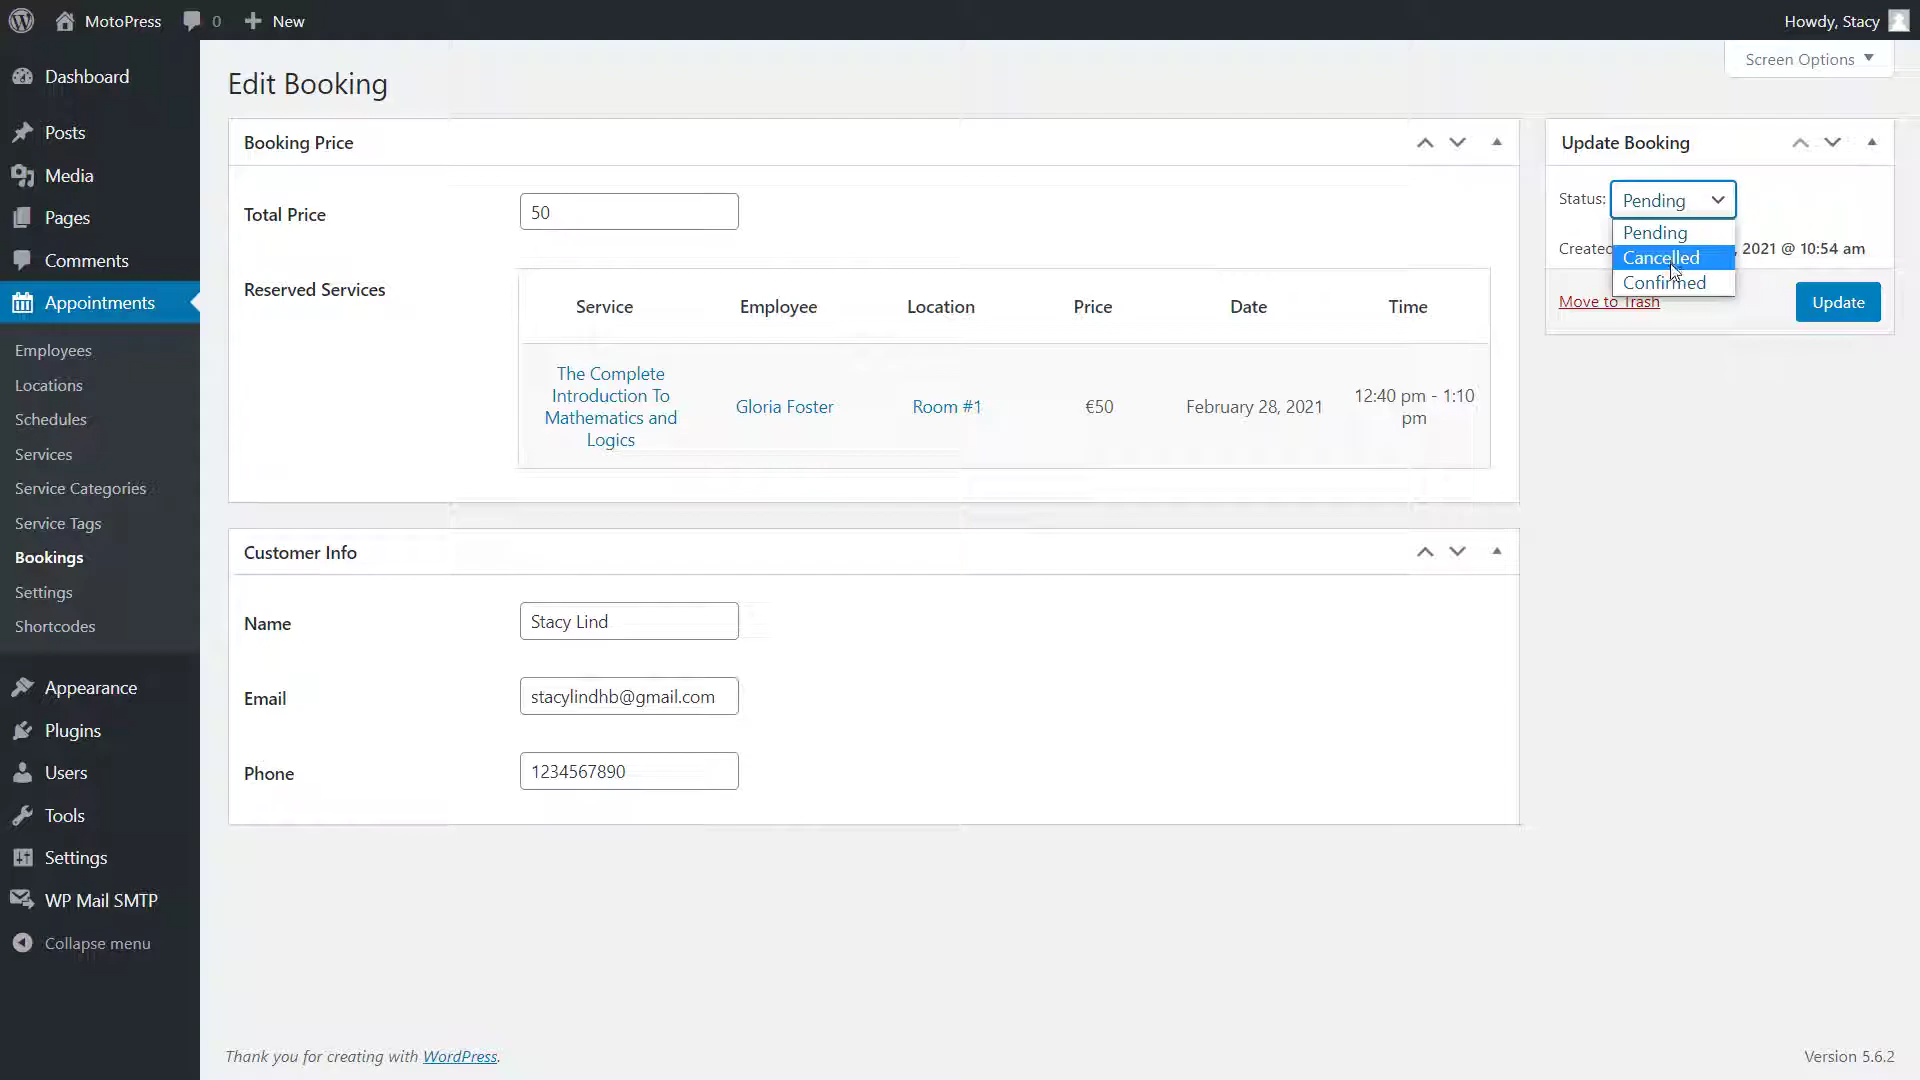 MotoPress
0
New
Howdy, Stacy
Screen Options
Dashboard
Posts
Media
Pages
Comments
Appointments
Employees
Locations
Schedules
Services
Service Categories
Service Tags
Bookings
Settings
Shortcodes
Appearance
Plugins
Users
Tools
Settings
WP Mail SMTP
Collapse menu
Edit Booking
Booking Price
Total Price
50
Reserved Services
Service Employee Location Price Date Time
The Complete
Introduction To
Mathematics and
Logics
Gloria Foster
Room #1
€50
February 28, 2021
12:40 pm - 1:10
pm
Customer Info
Name
Stacy Lind
Email
stacylindhb@gmail.com
Phone
1234567890
Update Booking
Status: Pending
Pending
Cancelled
Confirmed
, 2021 @ 10:54 am
Move to Trash
Update
Thank you for creating with WordPress.
Version 5.6.2